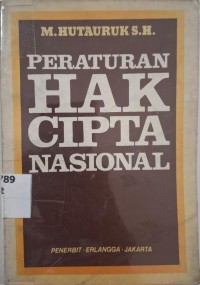 M. HUTAURUK S.H.
PERATURAN
HAK
CIPTA
NASIONAL
789
PENERBIT - ERLANGGA - JAKARTA